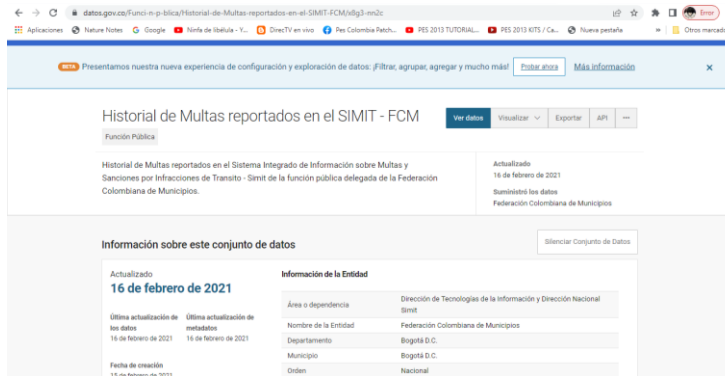 datos.gov.co/Funci-n-p-blica/Historial-de-Multas-reportados-en-el-SIMIT-FCM/x8g3-nn2c
Error
Aplicaciones Nature Notes Google Ninfa de libélula - Y... DirecTV en vivo Pes Colombia Patch... PES 2013 TUTORIAL... PES 2013 KITS / Ca... Nueva pestaña » Otros marcado
BETA Presentamos nuestra nueva experiencia de configuración y exploración de datos: ¡Filtrar, agrupar, agregar y mucho más! Probar ahora Más información ×
Historial de Multas reportados en el SIMIT - FCM
Ver datos Visualizar Exportar API
Función Pública
Historial de Multas reportados en el Sistema Integrado de Información sobre Multas y
Sanciones por Infracciones de Transito - Simit de la función pública delegada de la Federación
Colombiana de Municipios.
Actualizado
16 de febrero de 2021
Suministró los datos
Federación Colombiana de Municipios
Información sobre este conjunto de datos
Silenciar Conjunto de Datos
Actualizado
16 de febrero de 2021
Última actualización de los datos
16 de febrero de 2021
Última actualización de metadatos
16 de febrero de 2021
Fecha de creación
15 de febrero de 2021
Información de la Entidad
Área o dependencia Dirección de Tecnologías de la Información y Dirección Nacional
Simit
Nombre de la Entidad Federación Colombiana de Municipios
Departamento Bogotá D.C.
Municipio Bogotá D.C.
Orden Nacional